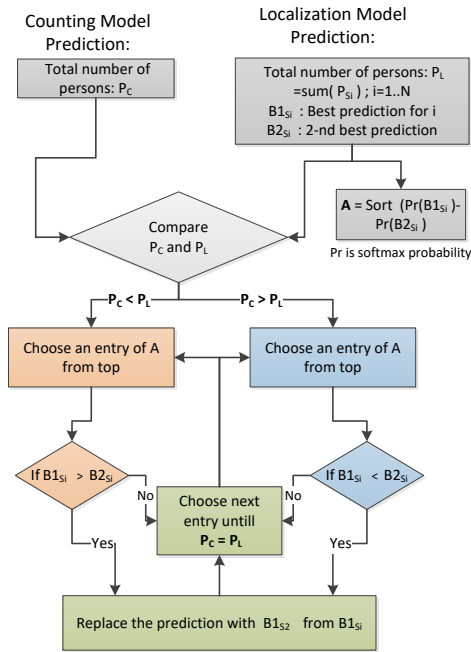 Counting Model
Prediction:
Localization Model
Prediction:
Total number of
persons: PC
Total number of persons: PL
=sum( PSi ) ; i=1..N
B1Si : Best prediction for i
B2Si : 2-nd best prediction
A = Sort (Pr(B1Si )-
Pr(B2Si )
Pr is softmax probability
Compare
PC and PL
PC < PL
PC > PL
Choose an entry of A
from top
Choose an entry of A
from top
If B1Si > B2Si
If B1Si < B2Si
No
No
Choose next
entry untill
PC = PL
Yes
Yes
Replace the prediction with B1S2 from B1Si